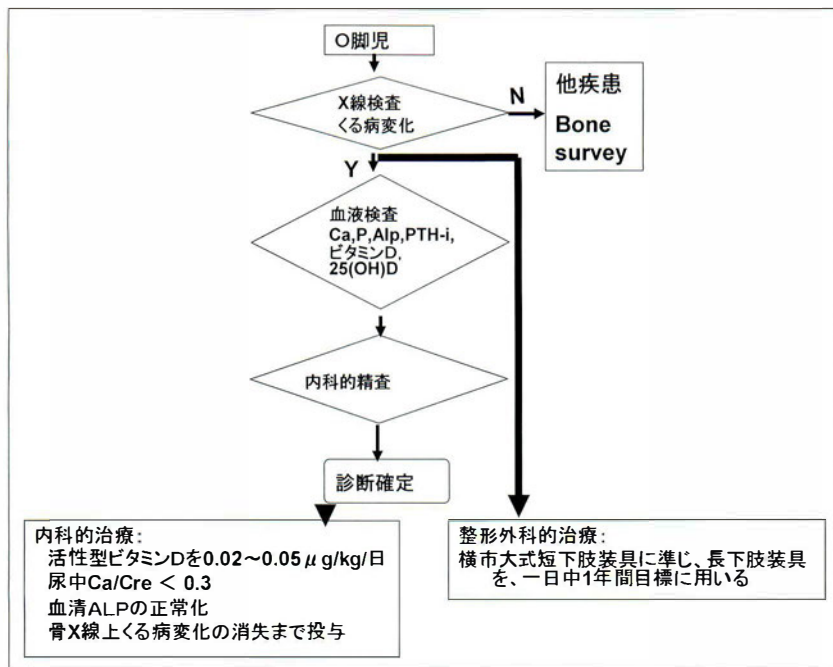 O脚児
X線検査
くる病変化
N
他疾患
Bone
survey
Y
血液検査
Ca,P,Alp,PTH-i,
ビタミンD,
25(OH)D
内科的精査
診断確定
内科的治療:
活性型ビタミンDを0.02~0.05μg/kg/日
尿中Ca/Cre < 0.3
血清ALPの正常化
骨X線上くる病変化の消失まで投与
整形外科的治療:
横市大式短下肢装具に準じ、長下肢装具
を、一日中1年間目標に用いる